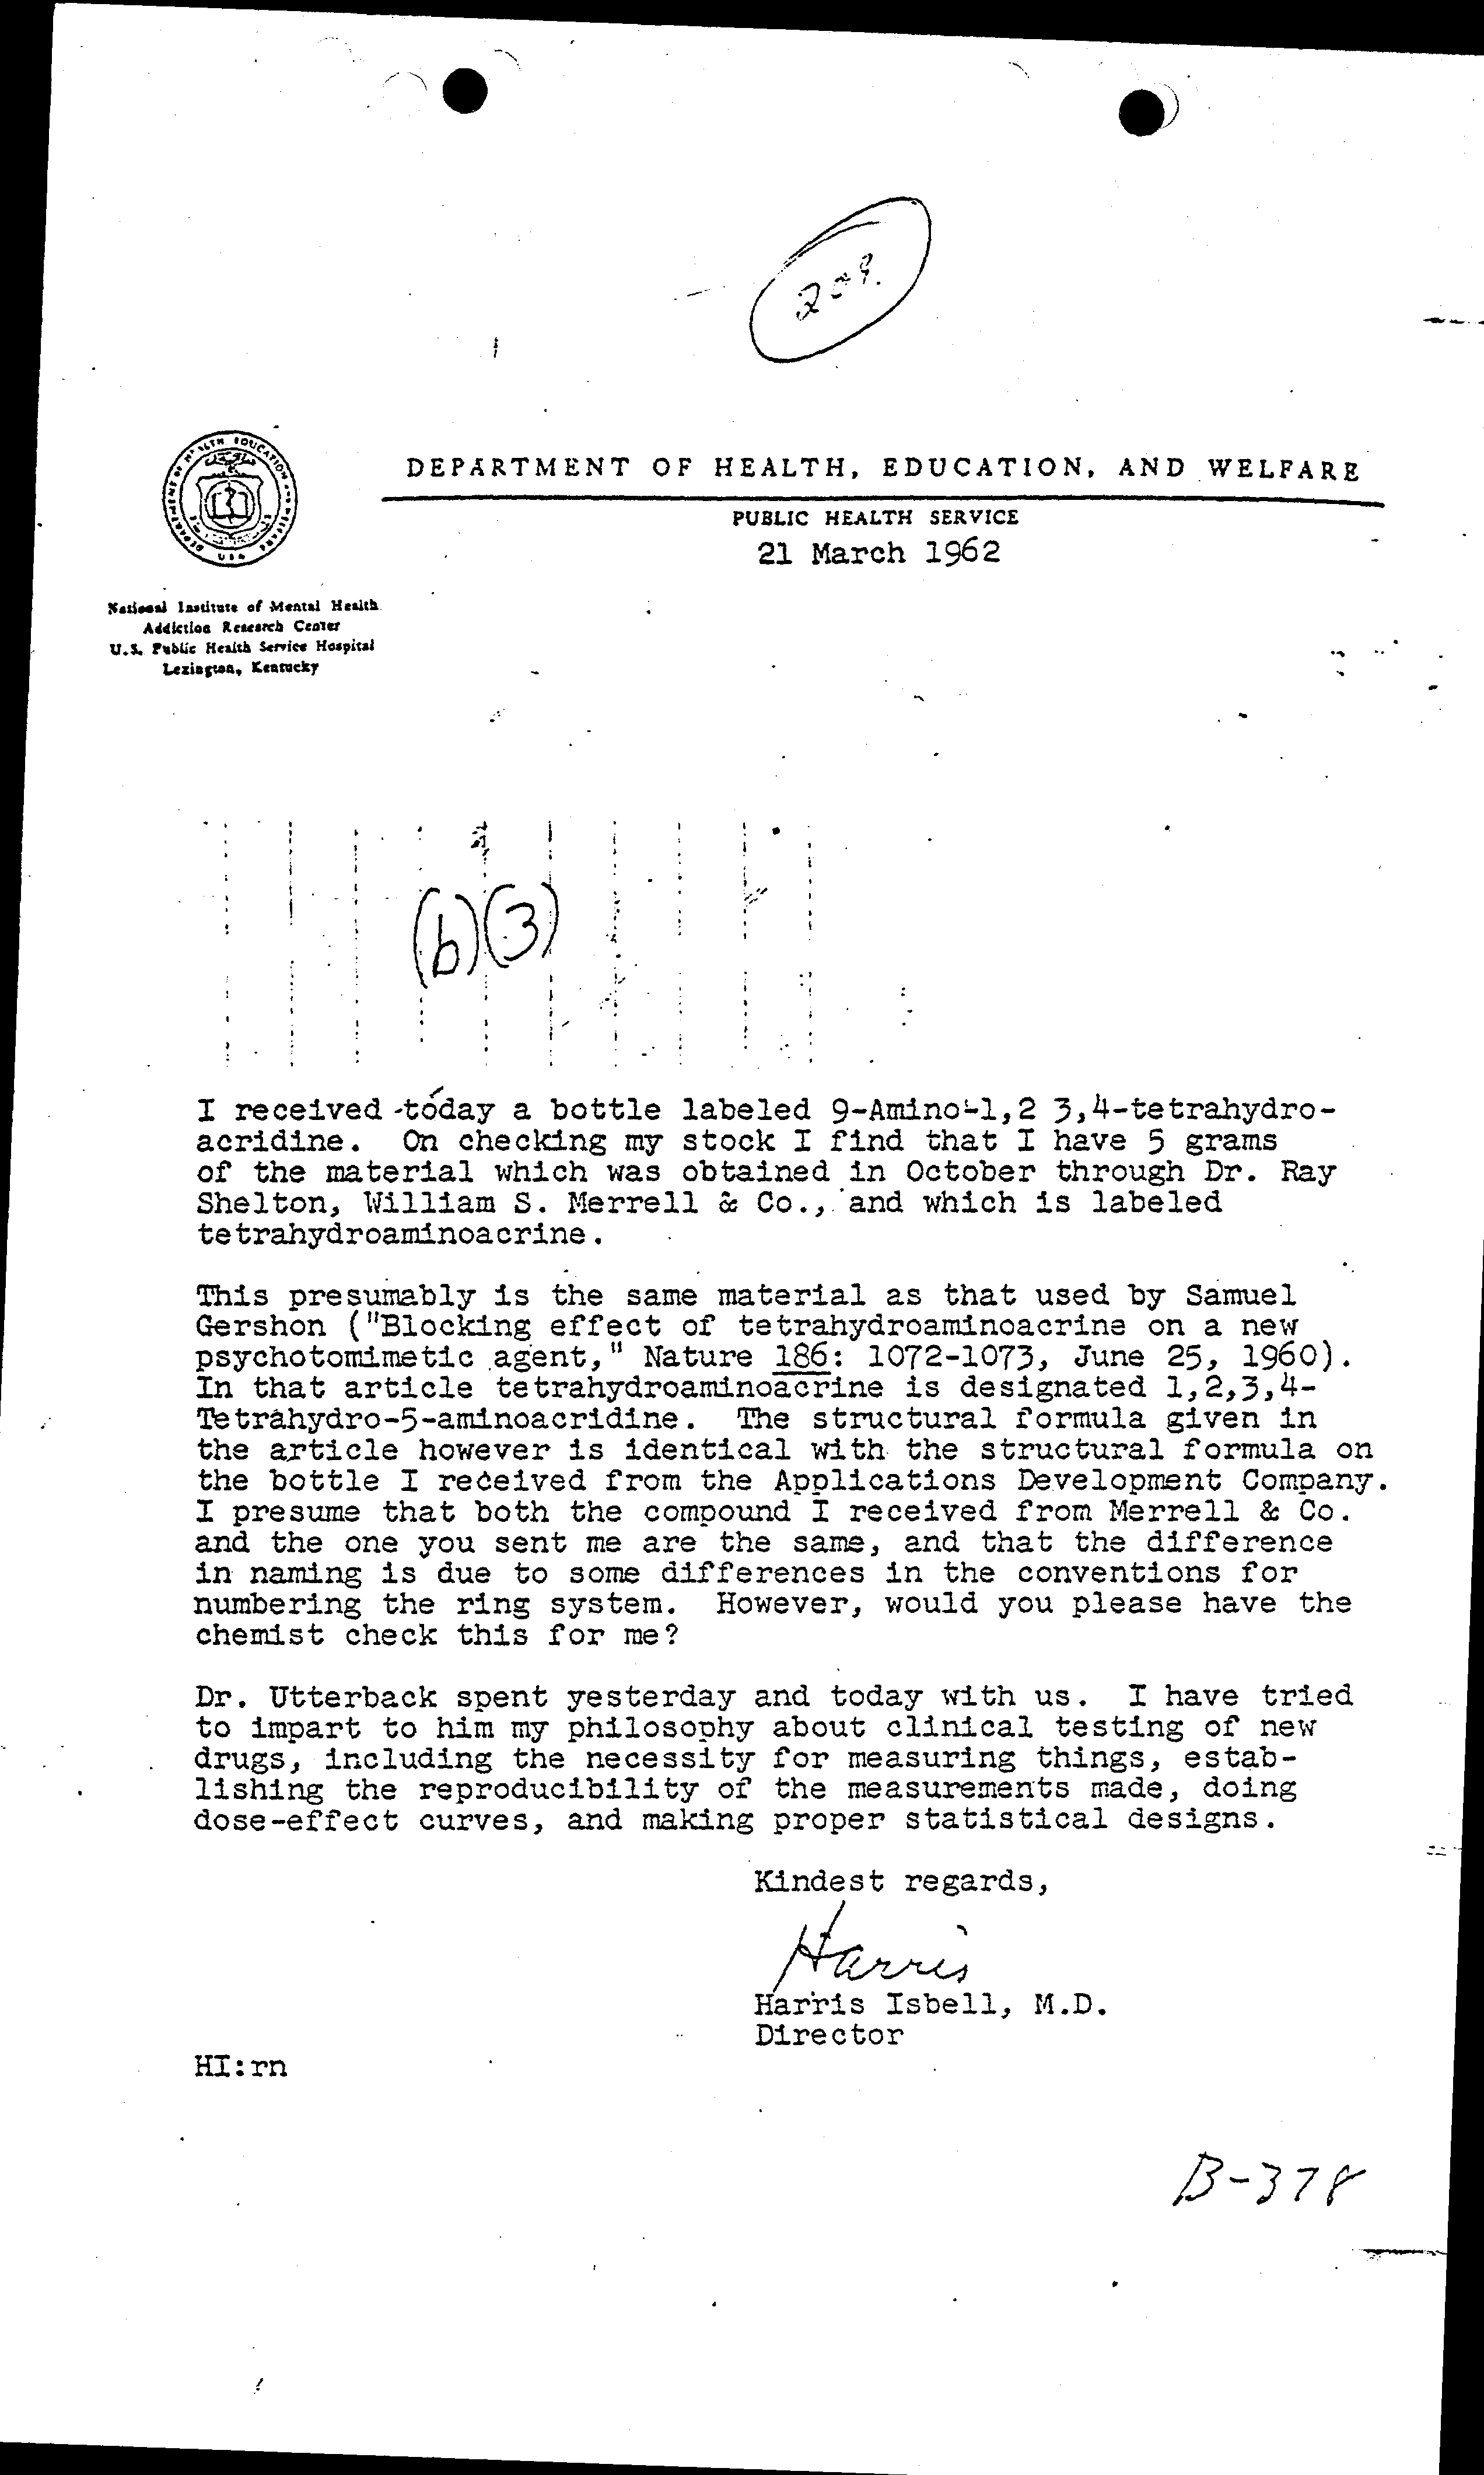 209.
DEPARTMENT OF HEALTH, EDUCATION, AND WELFARE
PUBLIC HEALTH SERVICE
21 March 1962
DEPARTMENT OF HEALTH EDUCATION AND WELFARE
USA
National Institute of Mental Health
Addiction Research Center
U.S. Public Health Service Hospital
Lexington, Kentucky
(b)(3)
I received today a bottle labeled 9-Amino-1,2 3,4-tetrahydro-
acridine. On checking my stock I find that I have 5 grams
of the material which was obtained in October through Dr. Ray
Shelton, William S. Merrell & Co., and which is labeled
tetrahydroaminoacrine.
This presumably is the same material as that used by Samuel
Gershon ("Blocking effect of tetrahydroaminoacrine on a new
psychotomimetic agent," Nature 186: 1072-1073, June 25, 1960).
In that article tetrahydroaminoacrine is designated 1,2,3,4-
Tetrahydro-5-aminoacridine. The structural formula given in
the article however is identical with the structural formula on
the bottle I received from the Applications Development Company.
I presume that both the compound I received from Merrell & Co.
and the one you sent me are the same, and that the difference
in naming is due to some differences in the conventions for
numbering the ring system. However, would you please have the
chemist check this for me?
Dr. Utterback spent yesterday and today with us. I have tried
to impart to him my philosophy about clinical testing of new
drugs, including the necessity for measuring things, estab-
lishing the reproducibility of the measurements made, doing
dose-effect curves, and making proper statistical designs.
Kindest regards,
Harris
Harris Isbell, M.D.
Director
HI:rn
B-378